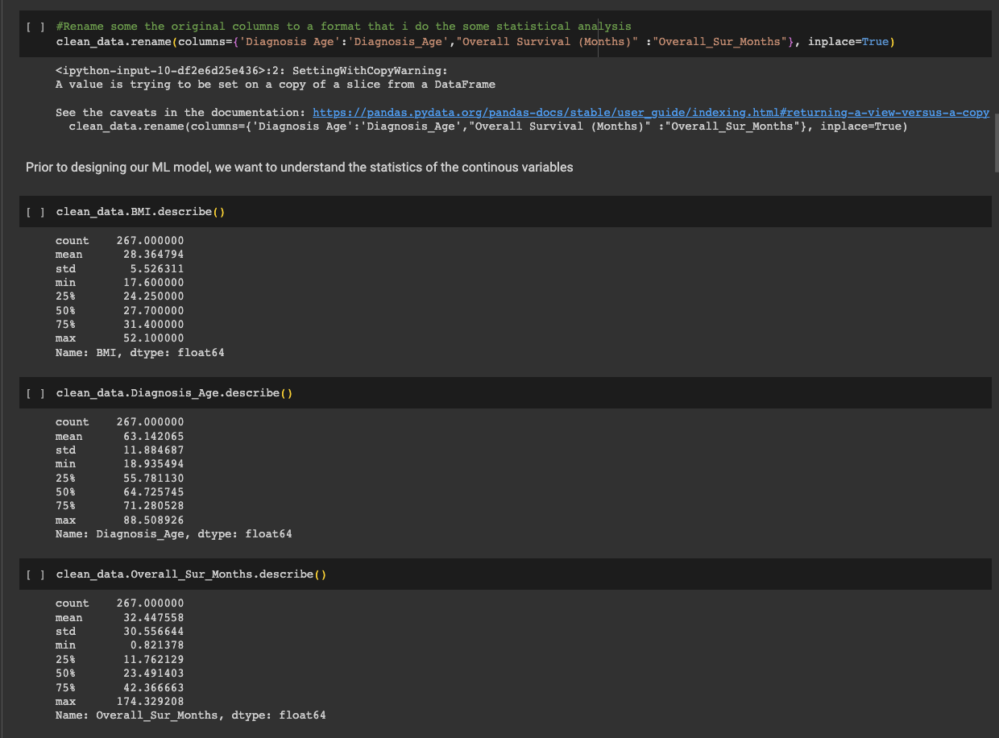 [ ] #Rename some the original columns to a format that i do the some statistical analysis
clean_data.rename(columns={'Diagnosis Age':'Diagnosis_Age',"Overall Survival (Months)" :"Overall_Sur_Months"}, inplace=True)
<ipython-input-10-df2e6d25e436>:2: SettingWithCopyWarning:
A value is trying to be set on a copy of a slice from a DataFrame
See the caveats in the documentation: https://pandas.pydata.org/pandas-docs/stable/user_guide/indexing.html#returning-a-view-versus-a-copy
clean_data.rename(columns={'Diagnosis Age':'Diagnosis_Age',"Overall Survival (Months)" :"Overall_Sur_Months"}, inplace=True)
Prior to designing our ML model, we want to understand the statistics of the continous variables
[ ] clean_data.BMI.describe()
count 267.000000
mean 28.364794
std 5.526311
min 17.600000
25% 24.250000
50% 27.700000
75% 31.400000
max 52.100000
Name: BMI, dtype: float64
[ ] clean_data.Diagnosis_Age.describe()
count 267.000000
mean 63.142065
std 11.884687
min 18.935494
25% 55.781130
50% 64.725745
75% 71.280528
max 88.508926
Name: Diagnosis_Age, dtype: float64
[ ] clean_data.Overall_Sur_Months.describe()
count 267.000000
mean 32.447558
std 30.556644
min 0.821378
25% 11.762129
50% 23.491403
75% 42.366663
max 174.329208
Name: Overall_Sur_Months, dtype: float64